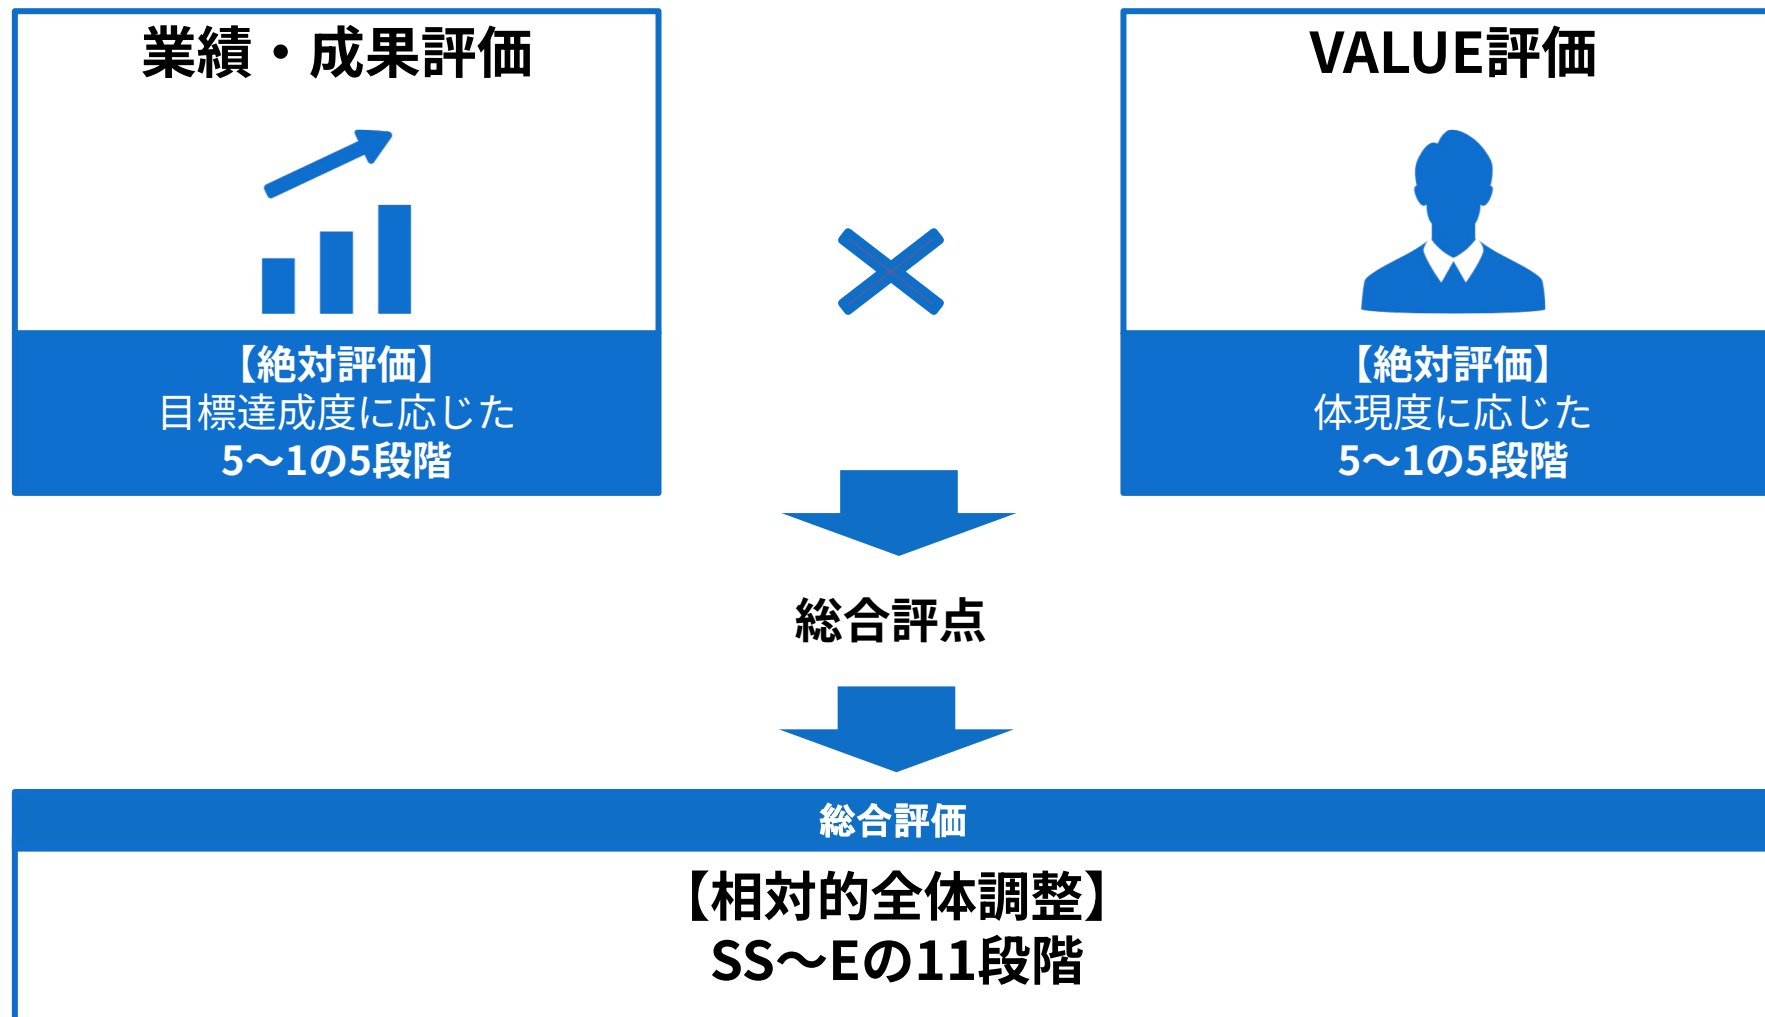 業績・成果評価
【絶対評価】
目標達成度に応じた
5〜1の5段階
VALUE評価
【絶対評価】
体現度に応じた
5〜1の5段階
総合評点
総合評価
【相対的全体調整】
SS〜Eの11段階